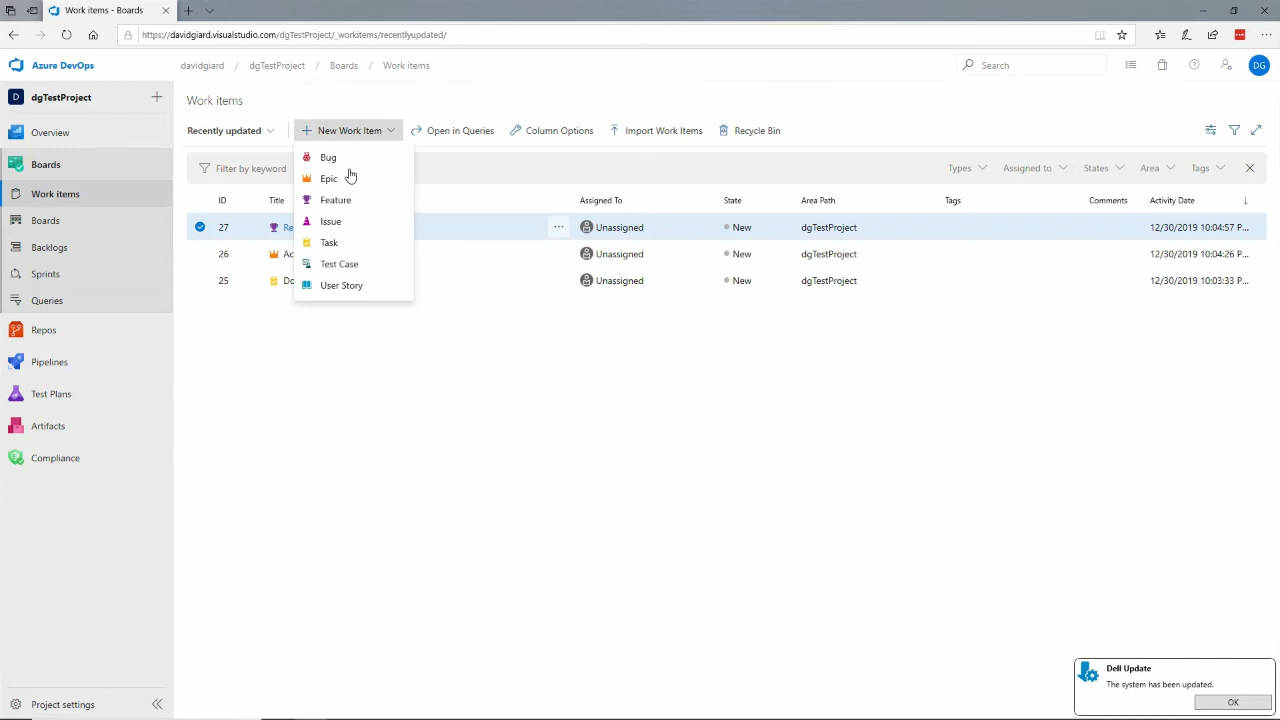 Work items - Boards
https://davidgiard.visualstudio.com/dgTestProject/_workitems/recentlyupdated/
Azure DevOps
davidgiard / dgTestProject / Boards / Work items
Search
DG
D dgTestProject
Overview
Boards
Work items
Boards
Backlogs
Sprints
Queries
Repos
Pipelines
Test Plans
Artifacts
Compliance
Project settings
Work items
Recently updated
New Work Item
Open in Queries
Column Options
Import Work Items
Recycle Bin
Filter by keyword
Types
Assigned to
States
Area
Tags
Bug
Epic
Feature
Issue
Task
Test Case
User Story
ID Title Assigned To State Area Path Tags Comments Activity Date
27 Re ... Unassigned New dgTestProject 12/30/2019 10:04:57 P...
26 Ac Unassigned New dgTestProject 12/30/2019 10:04:26 P...
25 Do Unassigned New dgTestProject 12/30/2019 10:03:33 P...
Dell Update
The system has been updated.
OK